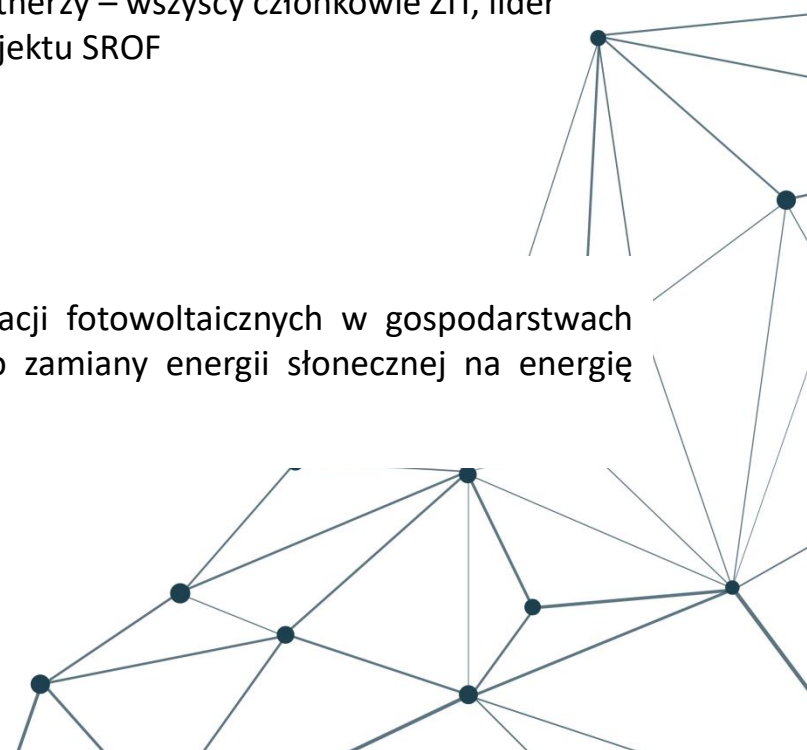 tnerzy – wszyscy członkowie ZIT, lider
jektu SROF
acji fotowoltaicznych w gospodarstwach
o zamiany energii słonecznej na energię